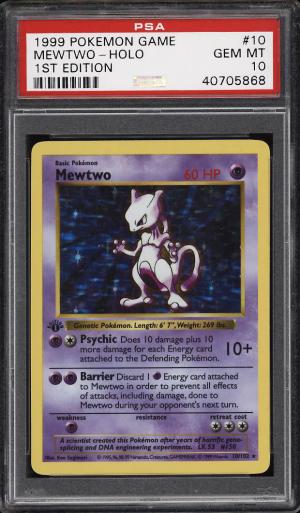 PSA
1999 POKEMON GAME #10
MEWTWO-HOLO GEM MT
1ST EDITION 10
40705868
Basic Pokémon
Mewtwo 60 HP
Genetic Pokémon. Length: 6' 7", Weight: 269 lbs.
Psychic Does 10 damage plus 10
more damage for each Energy card
attached to the Defending Pokémon.
10+
Barrier Discard 1 Energy card attached
to Mewtwo in order to prevent all effects
of attacks, including damage, done to
Mewtwo during your opponent's next turn.
weakness resistance retreat cost
A scientist created this Pokémon after years of horrific gene-
splicing and DNA engineering experiments. LV. 53 #150
Illus. Ken Sugimori
10/102